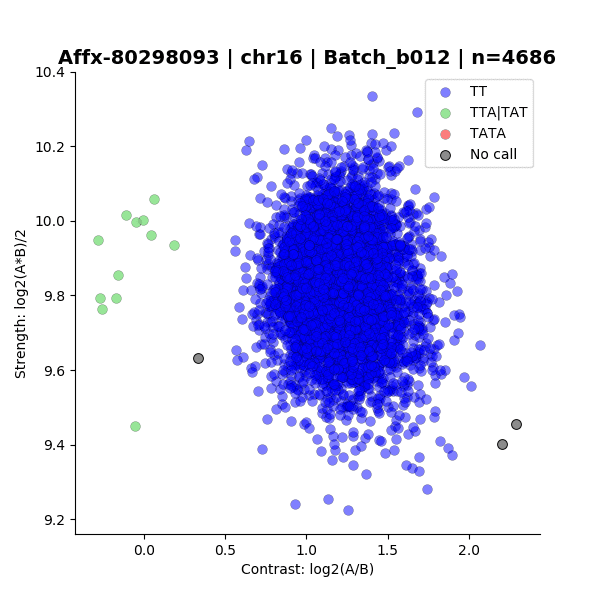 Affx-80298093 | chr16 | Batch_b012 | n=4686
10.4
10.2
10.0
9.8
9.6
9.4
9.2
Strength: log2(A*B)/2
TT
TTA|TAT
TATA
No call
0.0 0.5 1.0 1.5 2.0
Contrast: log2(A/B)